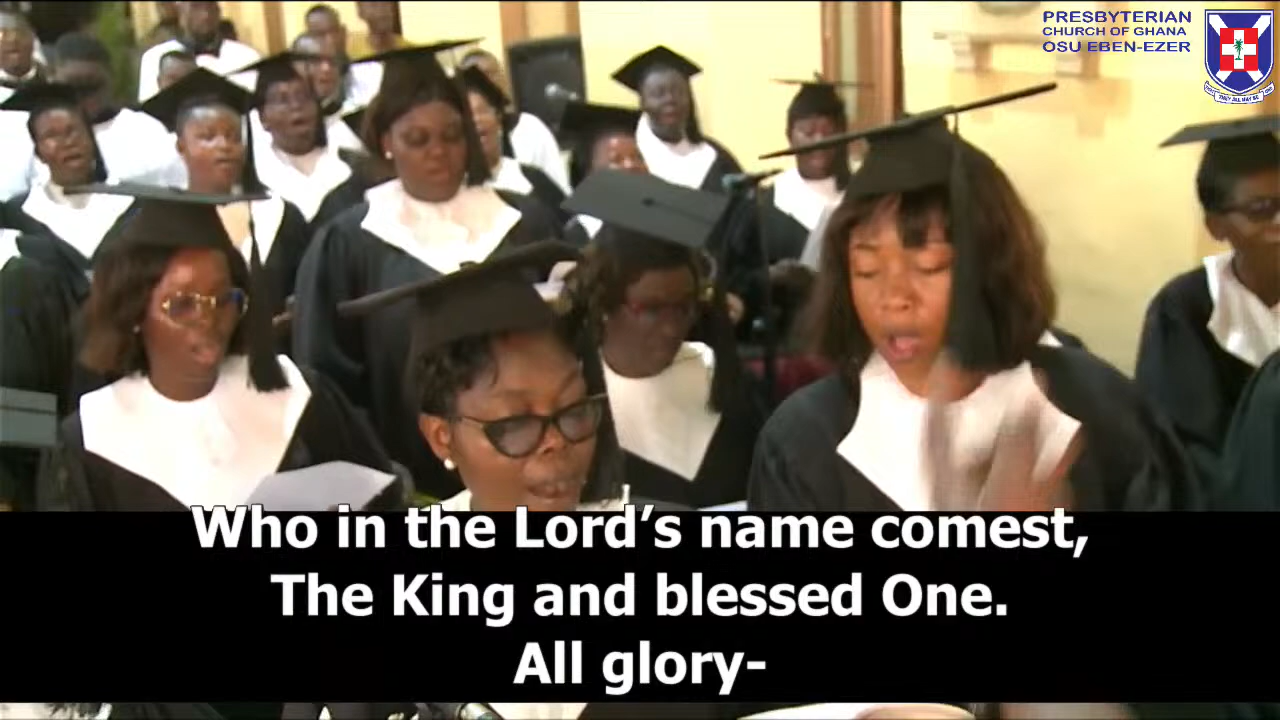 PRESBYTERIAN
CHURCH OF GHANA
OSU EBEN-EZER
Who in the Lord’s name comest,
The King and blessed One.
All glory-